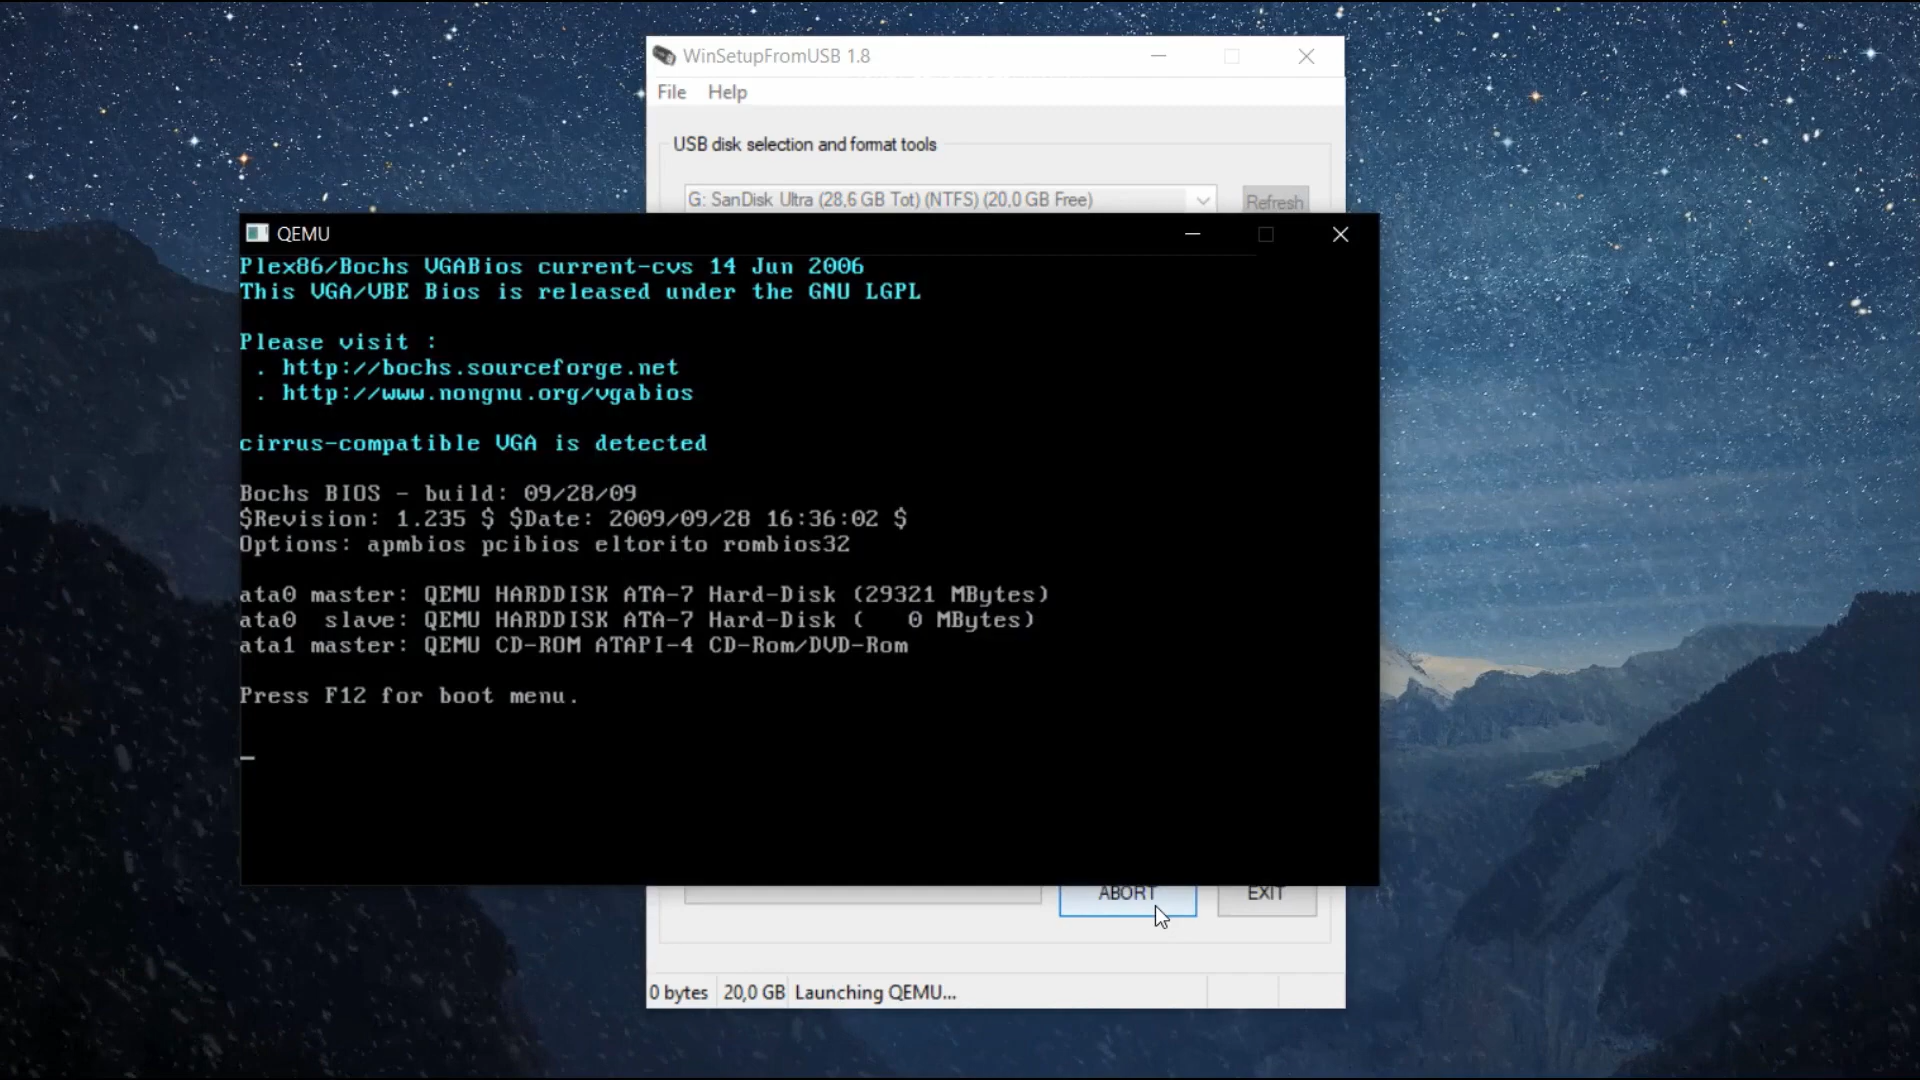 WinSetupFromUSB 1.8
File Help
USB disk selection and format tools
G: SanDisk Ultra (28,6 GB Tot) (NTFS) (20,0 GB Free)
Refresh
QEMU
Plex86/Bochs VGABios current-cvs 14 Jun 2006
This VGA/VBE Bios is released under the GNU LGPL
Please visit :
. http://bochs.sourceforge.net
. http://www.nongnu.org/vgabios
cirrus-compatible VGA is detected
Bochs BIOS - build: 09/28/09
$Revision: 1.235 $ $Date: 2009/09/28 16:36:02 $
Options: apmbios pcibios eltorito rombios32
ata0 master: QEMU HARDDISK ATA-7 Hard-Disk (29321 MBytes)
ata0  slave: QEMU HARDDISK ATA-7 Hard-Disk (   0 MBytes)
ata1 master: QEMU CD-ROM ATAPI-4 CD-Rom/DVD-Rom
Press F12 for boot menu.
ABORT
EXIT
0 bytes 20,0 GB Launching QEMU...